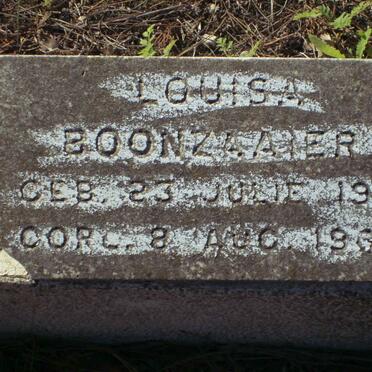 LOUISA
BOONZAAIER
GEB. 23 JULIE 19
OORL. 8 AUG. 19